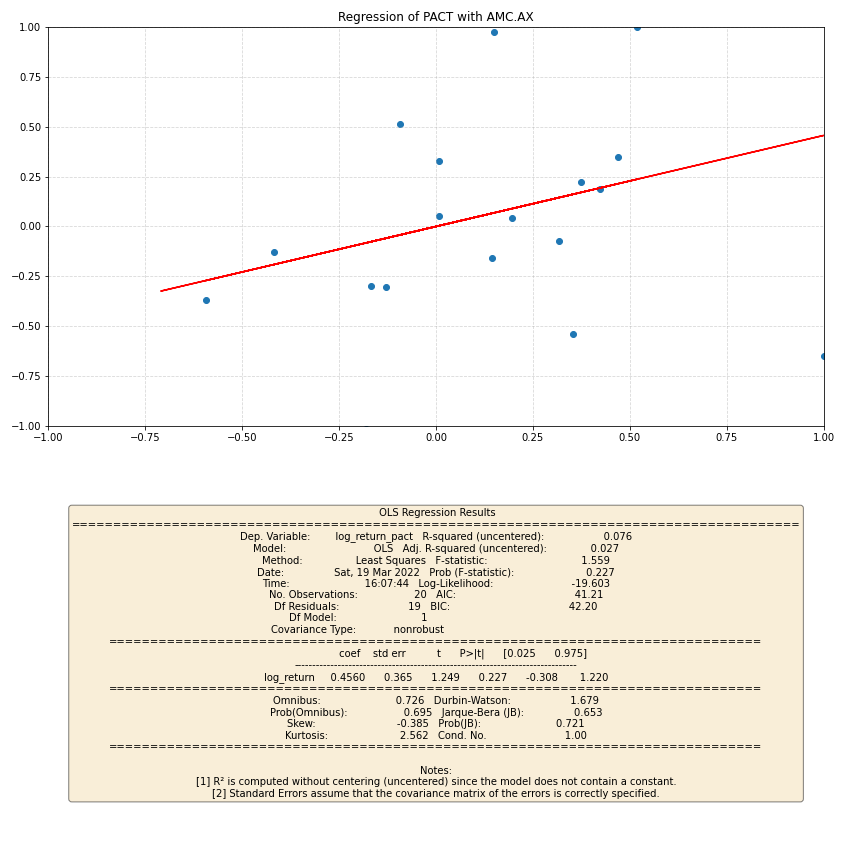 Regression of PACT with AMC.AX
1.00
0.75
0.50
0.25
0.00
−0.25
−0.50
−0.75
−1.00
−1.00 −0.75 −0.50 −0.25 0.00 0.25 0.50 0.75 1.00
OLS Regression Results
==============================================================================
Dep. Variable: log_return_pact R-squared (uncentered): 0.076
Model: OLS Adj. R-squared (uncentered): 0.027
Method: Least Squares F-statistic: 1.559
Date: Sat, 19 Mar 2022 Prob (F-statistic): 0.227
Time: 16:07:44 Log-Likelihood: -19.603
No. Observations: 20 AIC: 41.21
Df Residuals: 19 BIC: 42.20
Df Model: 1
Covariance Type: nonrobust
==============================================================================
coef std err t P>|t| [0.025 0.975]
------------------------------------------------------------------------------
log_return 0.4560 0.365 1.249 0.227 -0.308 1.220
==============================================================================
Omnibus: 0.726 Durbin-Watson: 1.679
Prob(Omnibus): 0.695 Jarque-Bera (JB): 0.653
Skew: -0.385 Prob(JB): 0.721
Kurtosis: 2.562 Cond. No. 1.00
==============================================================================
Notes:
[1] R² is computed without centering (uncentered) since the model does not contain a constant.
[2] Standard Errors assume that the covariance matrix of the errors is correctly specified.